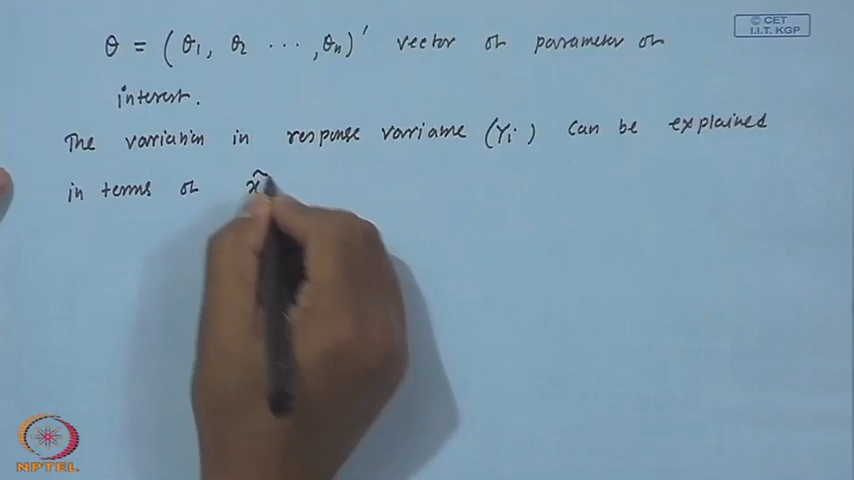 © CET
I.I.T. KGP
θ = (θ1, θ2 ..., θn)' vector of parameter of
interest.
The variation in response variable (Yi) can be explained
in terms of x̃
NPTEL